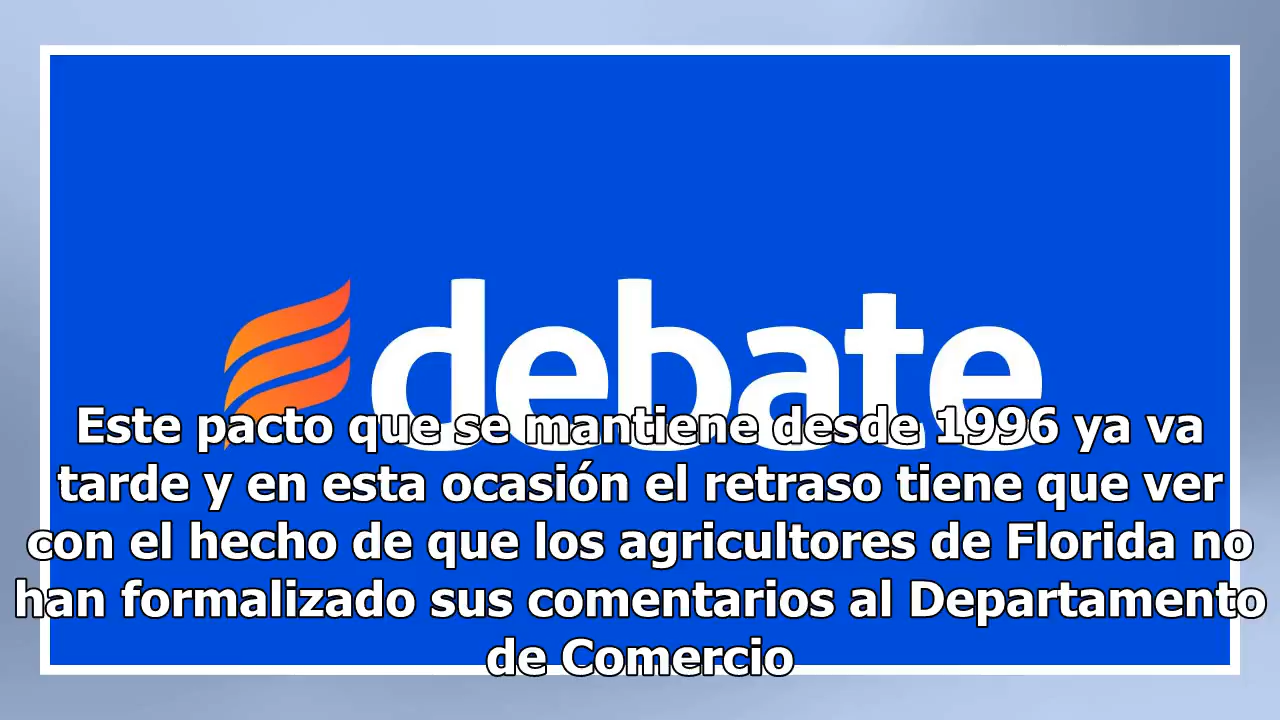 debate
Este pacto que se mantiene desde 1996 ya va
tarde y en esta ocasión el retraso tiene que ver
con el hecho de que los agricultores de Florida no
han formalizado sus comentarios al Departamento
de Comercio